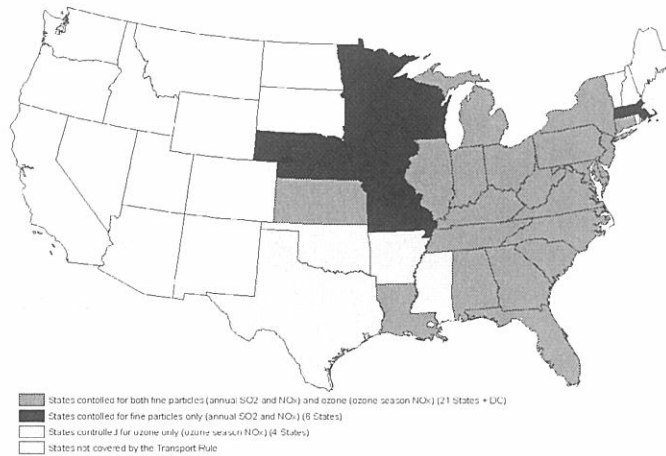 States contolled for both fine particles (annual SO2 and NOx) and ozone (ozone season NOx) (21 States + DC)
States contolled for fine particles only (annual SO2 and NOx) (6 States)
States controlled for ozone only (ozone season NOx) (4 States)
States not covered by the Transport Rule